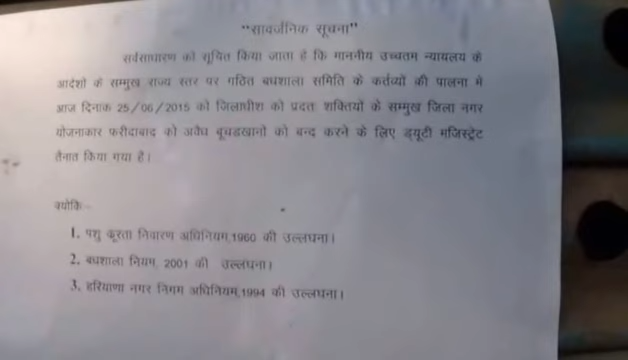 "सावर्जनिक सूचना"
सर्वसाधारण को सूचित किया जाता है कि माननीय उच्चतम न्यायलय के
आदेशो के सम्मुख राज्य स्तर पर गठित बधशाला समिति के कर्तव्यों की पालना मे
आज दिनाक 25/06/2015 को जिलाधीश को प्रदत शक्तियों के सम्मुख जिला नगर
योजनाकार फरीदाबाद को अवैध बूचडखानो को बन्द करने के लिए ड्यूटी मजिस्ट्रेट
तैनात किया गया है।
क्योकि:-
1. पशु क्रूरता निवारण अधिनियम,1960 की उल्लघना।
2. बधशाला नियम, 2001 की उल्लघना।
3. हरियाणा नगर निगम अधिनियम,1994 की उल्लघना।